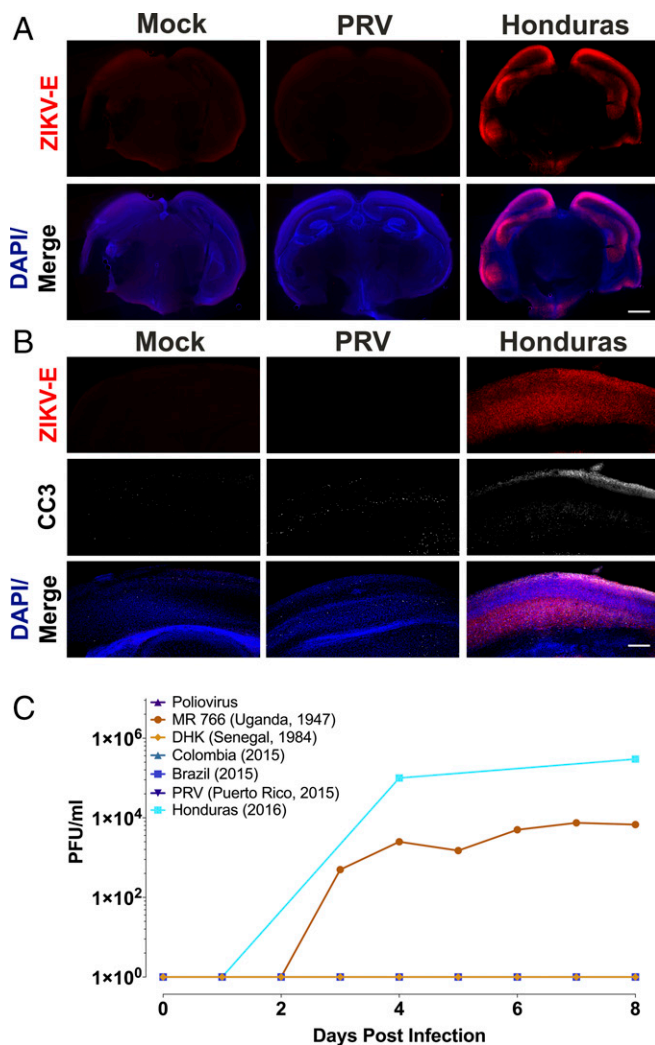 A
Mock PRV Honduras
ZIKV-E
DAPI/
Merge
B
Mock PRV Honduras
ZIKV-E
CC3
DAPI/
Merge
C
Poliovirus
MR 766 (Uganda, 1947)
DHK (Senegal, 1984)
Colombia (2015)
Brazil (2015)
PRV (Puerto Rico, 2015)
Honduras (2016)
PFU/ml
1×10⁶
1×10⁴
1×10²
1×10⁰
0 2 4 6 8
Days Post Infection